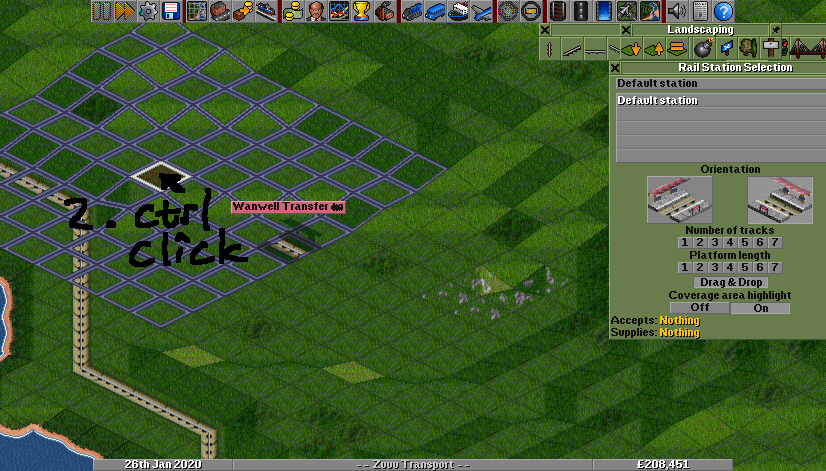 Landscaping
Rail Station Selection
Default station
Default station
Orientation
Number of tracks
1 2 3 4 5 6 7
Platform length
1 2 3 4 5 6 7
Drag & Drop
Coverage area highlight
Off On
Accepts: Nothing
Supplies: Nothing
2. ctrl
click
Wanwell Transfer
26th Jan 2020
-- Zuuu Transport --
£208,451